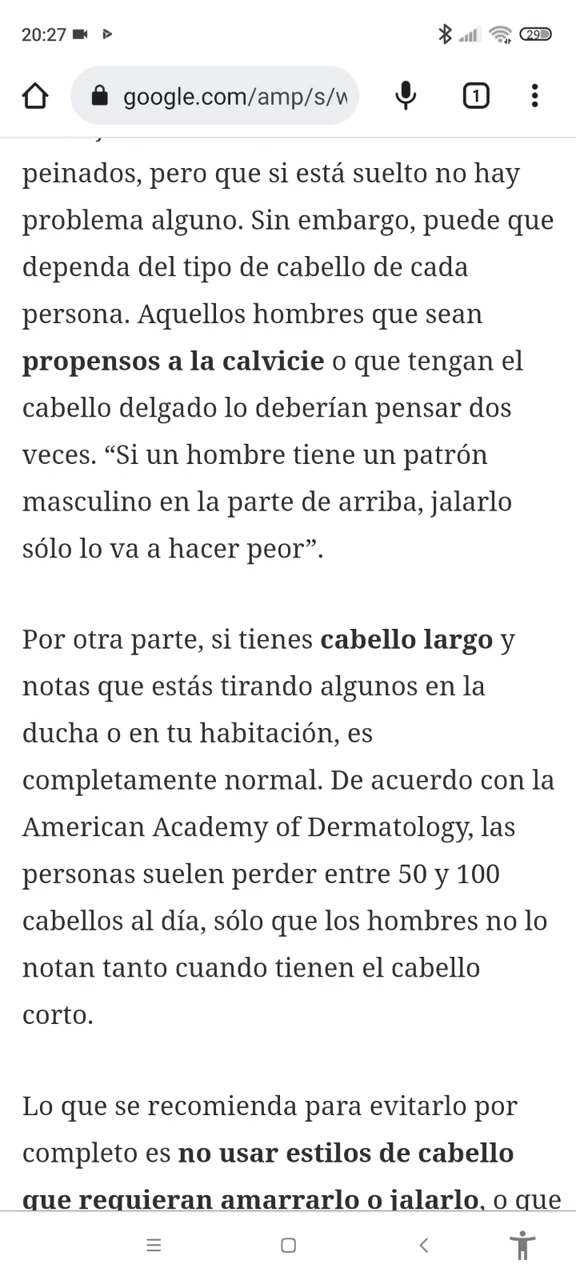 20:27
29
google.com/amp/s/w
1
peinados, pero que si está suelto no hay
problema alguno. Sin embargo, puede que
dependa del tipo de cabello de cada
persona. Aquellos hombres que sean
propensos a la calvicie o que tengan el
cabello delgado lo deberían pensar dos
veces. “Si un hombre tiene un patrón
masculino en la parte de arriba, jalarlo
sólo lo va a hacer peor”.
Por otra parte, si tienes cabello largo y
notas que estás tirando algunos en la
ducha o en tu habitación, es
completamente normal. De acuerdo con la
American Academy of Dermatology, las
personas suelen perder entre 50 y 100
cabellos al día, sólo que los hombres no lo
notan tanto cuando tienen el cabello
corto.
Lo que se recomienda para evitarlo por
completo es no usar estilos de cabello
que requieran amarrarlo o jalarlo, o que